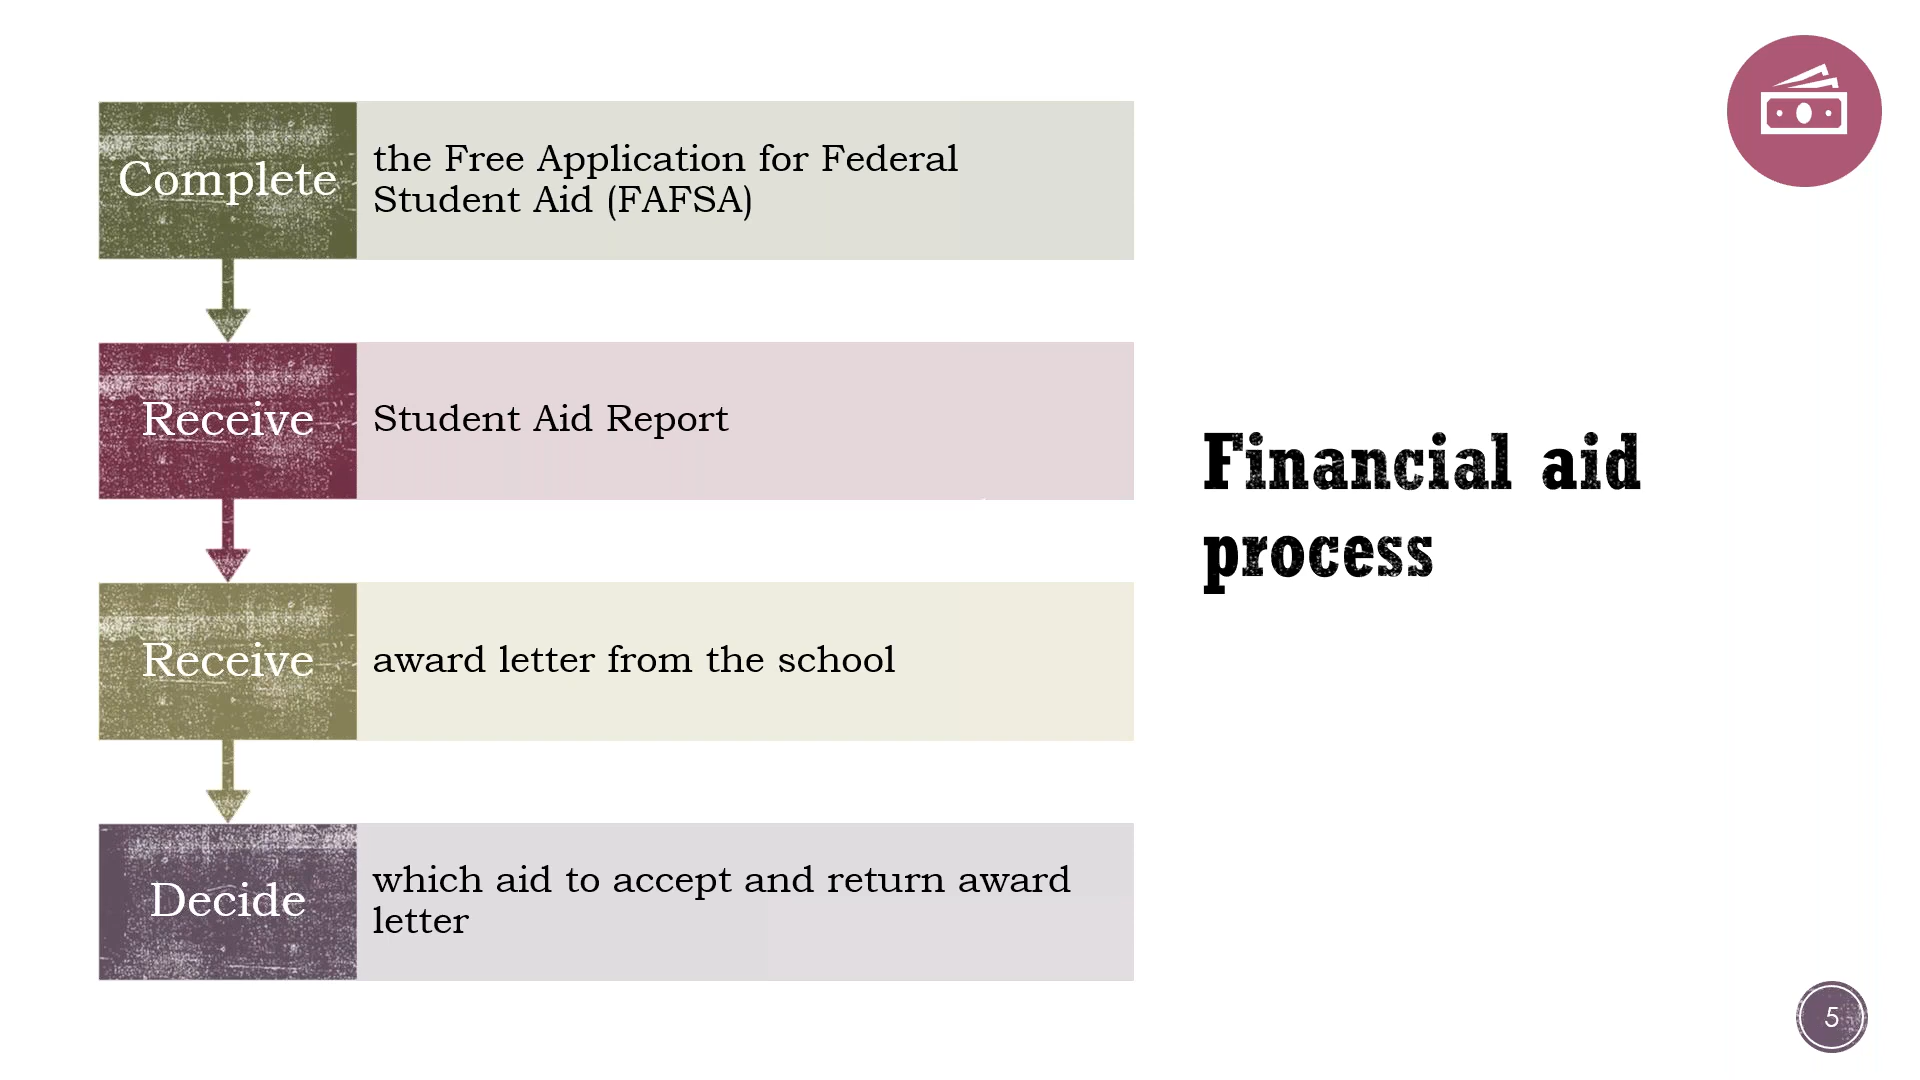 Complete
the Free Application for Federal
Student Aid (FAFSA)
Receive
Student Aid Report
Receive
award letter from the school
Decide
which aid to accept and return award
letter
Financial aid
process
5